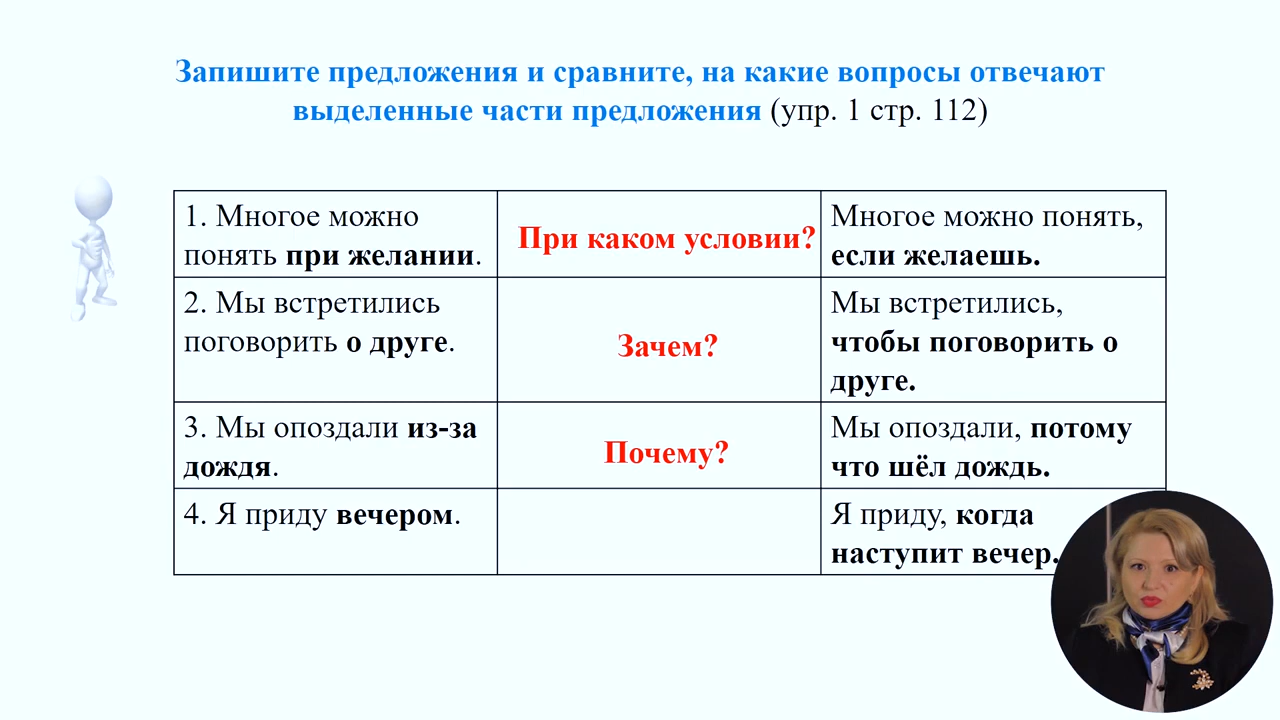 Запишите предложения и сравните, на какие вопросы отвечают
выделенные части предложения (упр. 1 стр. 112)
1. Многое можно
понять при желании.
При каком условии?
Многое можно понять,
если желаешь.
2. Мы встретились
поговорить о друге.
Зачем?
Мы встретились,
чтобы поговорить о
друге.
3. Мы опоздали из-за
дождя.
Почему?
Мы опоздали, потому
что шёл дождь.
4. Я приду вечером.
Я приду, когда
наступит вечер.